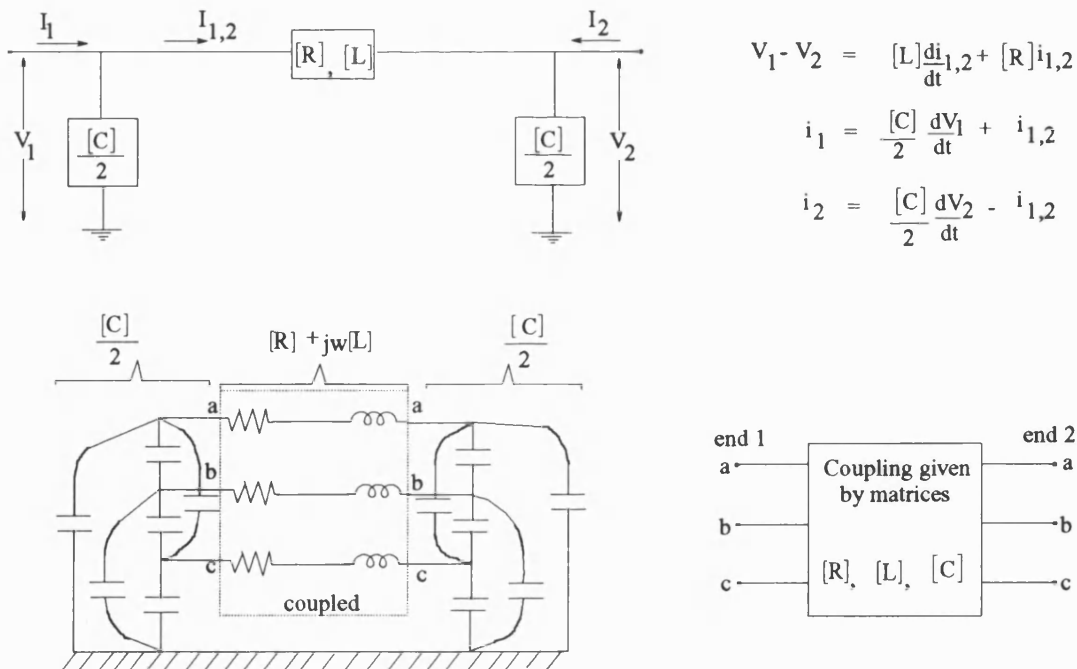 I1 I1,2 I2
[R], [L]
V1 [C]/2 [C]/2 V2
V1 - V2 = [L] di/dt 1,2 + [R] i1,2
i1 = [C]/2 dV1/dt + i1,2
i2 = [C]/2 dV2/dt - i1,2
[C]/2 [R] + jw[L] [C]/2
a a
b b
c c
coupled
end 1 end 2
a Coupling given a
by matrices
b b
c [R], [L], [C] c